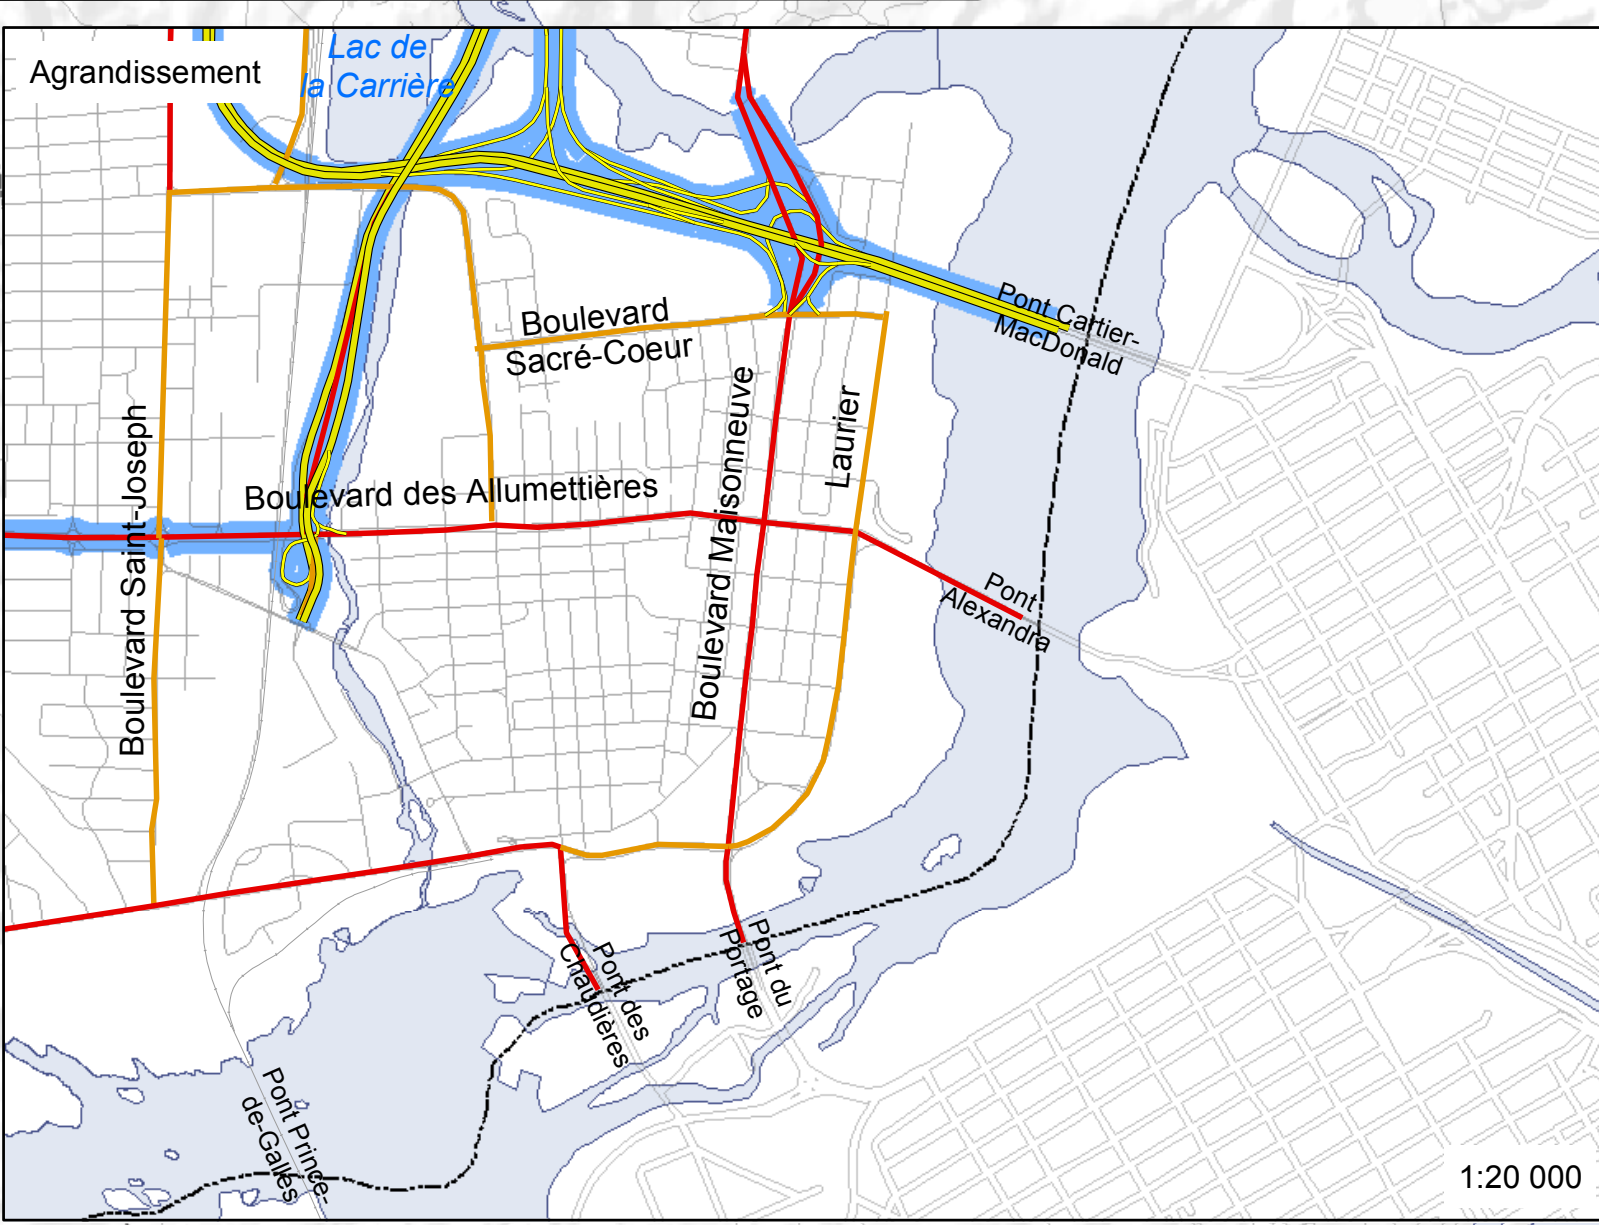 Agrandissement
Lac de
la Carrière
Pont Cartier-
MacDonald
Boulevard
Sacré-Coeur
Boulevard Saint-Joseph
Boulevard des Allumettières
Boulevard Maisonneuve
Laurier
Pont
Alexandra
Pont des
Chaudières
Pont du
Portage
Pont Prince-
de-Galles
1:20 000